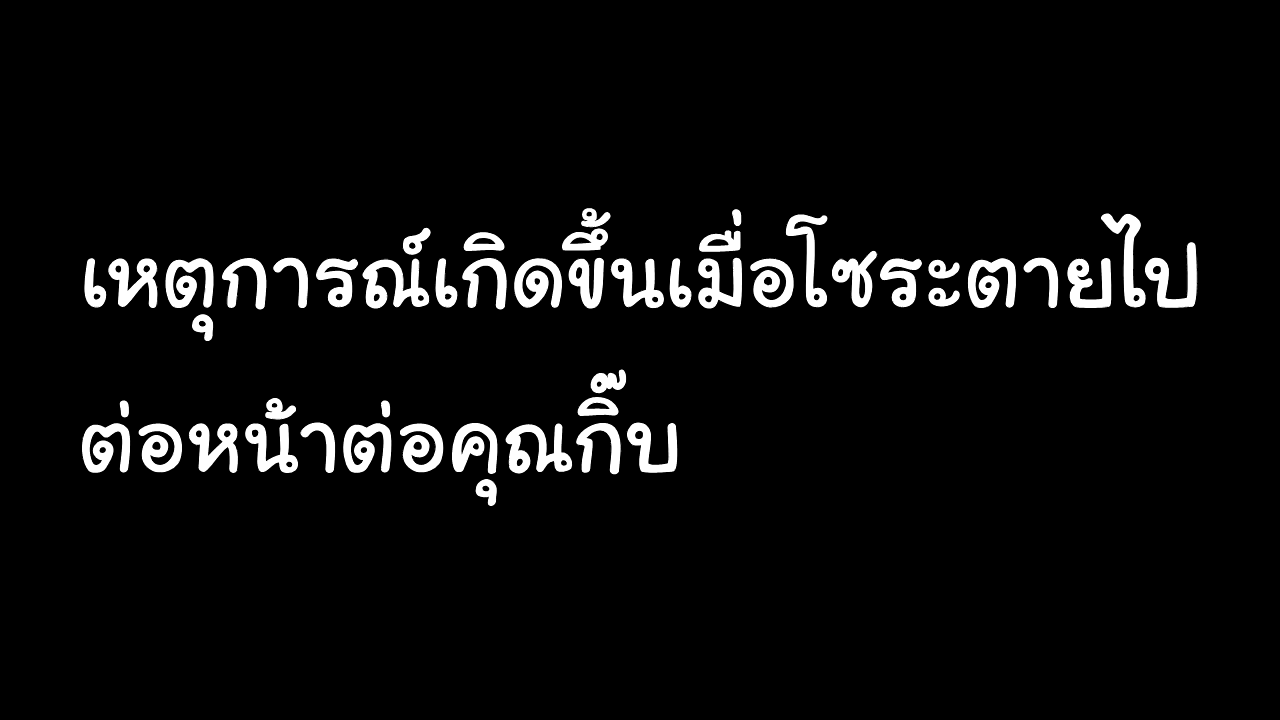 เหตุการณ์เกิดขึ้นเมื่อโซระตายไป
ต่อหน้าต่อคุณกิ๊บ